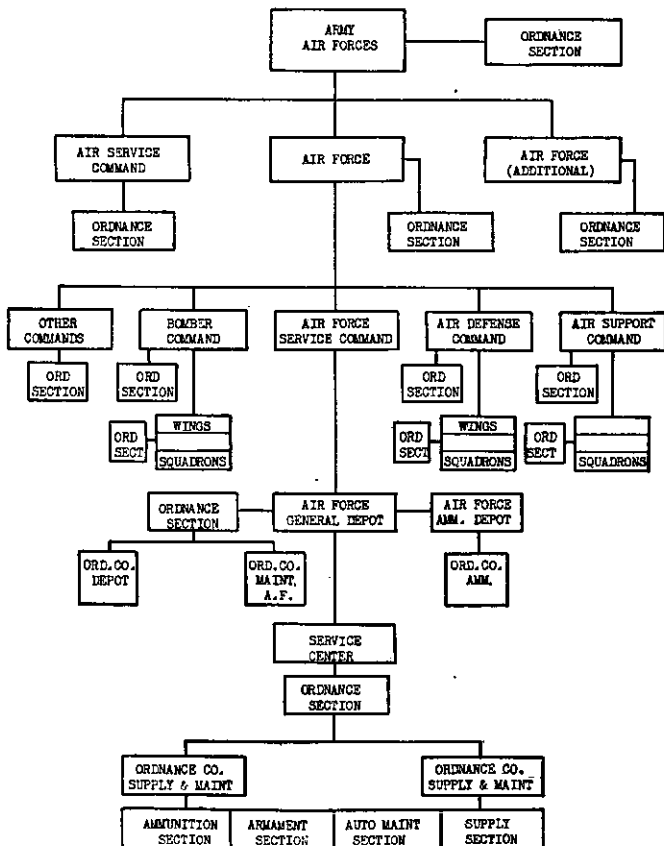 ARMY
AIR FORCES
ORDNANCE
SECTION
AIR SERVICE
COMMAND
AIR FORCE
AIR FORCE
(ADDITIONAL)
ORDNANCE
SECTION
ORDNANCE
SECTION
ORDNANCE
SECTION
OTHER
COMMANDS
BOMBER
COMMAND
AIR FORCE
SERVICE COMMAND
AIR DEFENSE
COMMAND
AIR SUPPORT
COMMAND
ORD
SECTION
ORD
SECTION
ORD
SECTION
ORD
SECTION
ORD
SECT
WINGS
SQUADRONS
ORD
SECT
WINGS
SQUADRONS
ORD
SECT
SQUADRONS
ORDNANCE
SECTION
AIR FORCE
GENERAL DEPOT
AIR FORCE
AMM. DEPOT
ORD.CO.
DEPOT
ORD.CO.
MAINT,
A.F.
ORD.CO.
AMM.
SERVICE
CENTER
ORDNANCE
SECTION
ORDNANCE CO.
SUPPLY & MAINT
ORDNANCE CO.
SUPPLY & MAINT
AMMUNITION
SECTION
ARMAMENT
SECTION
AUTO MAINT
SECTION
SUPPLY
SECTION